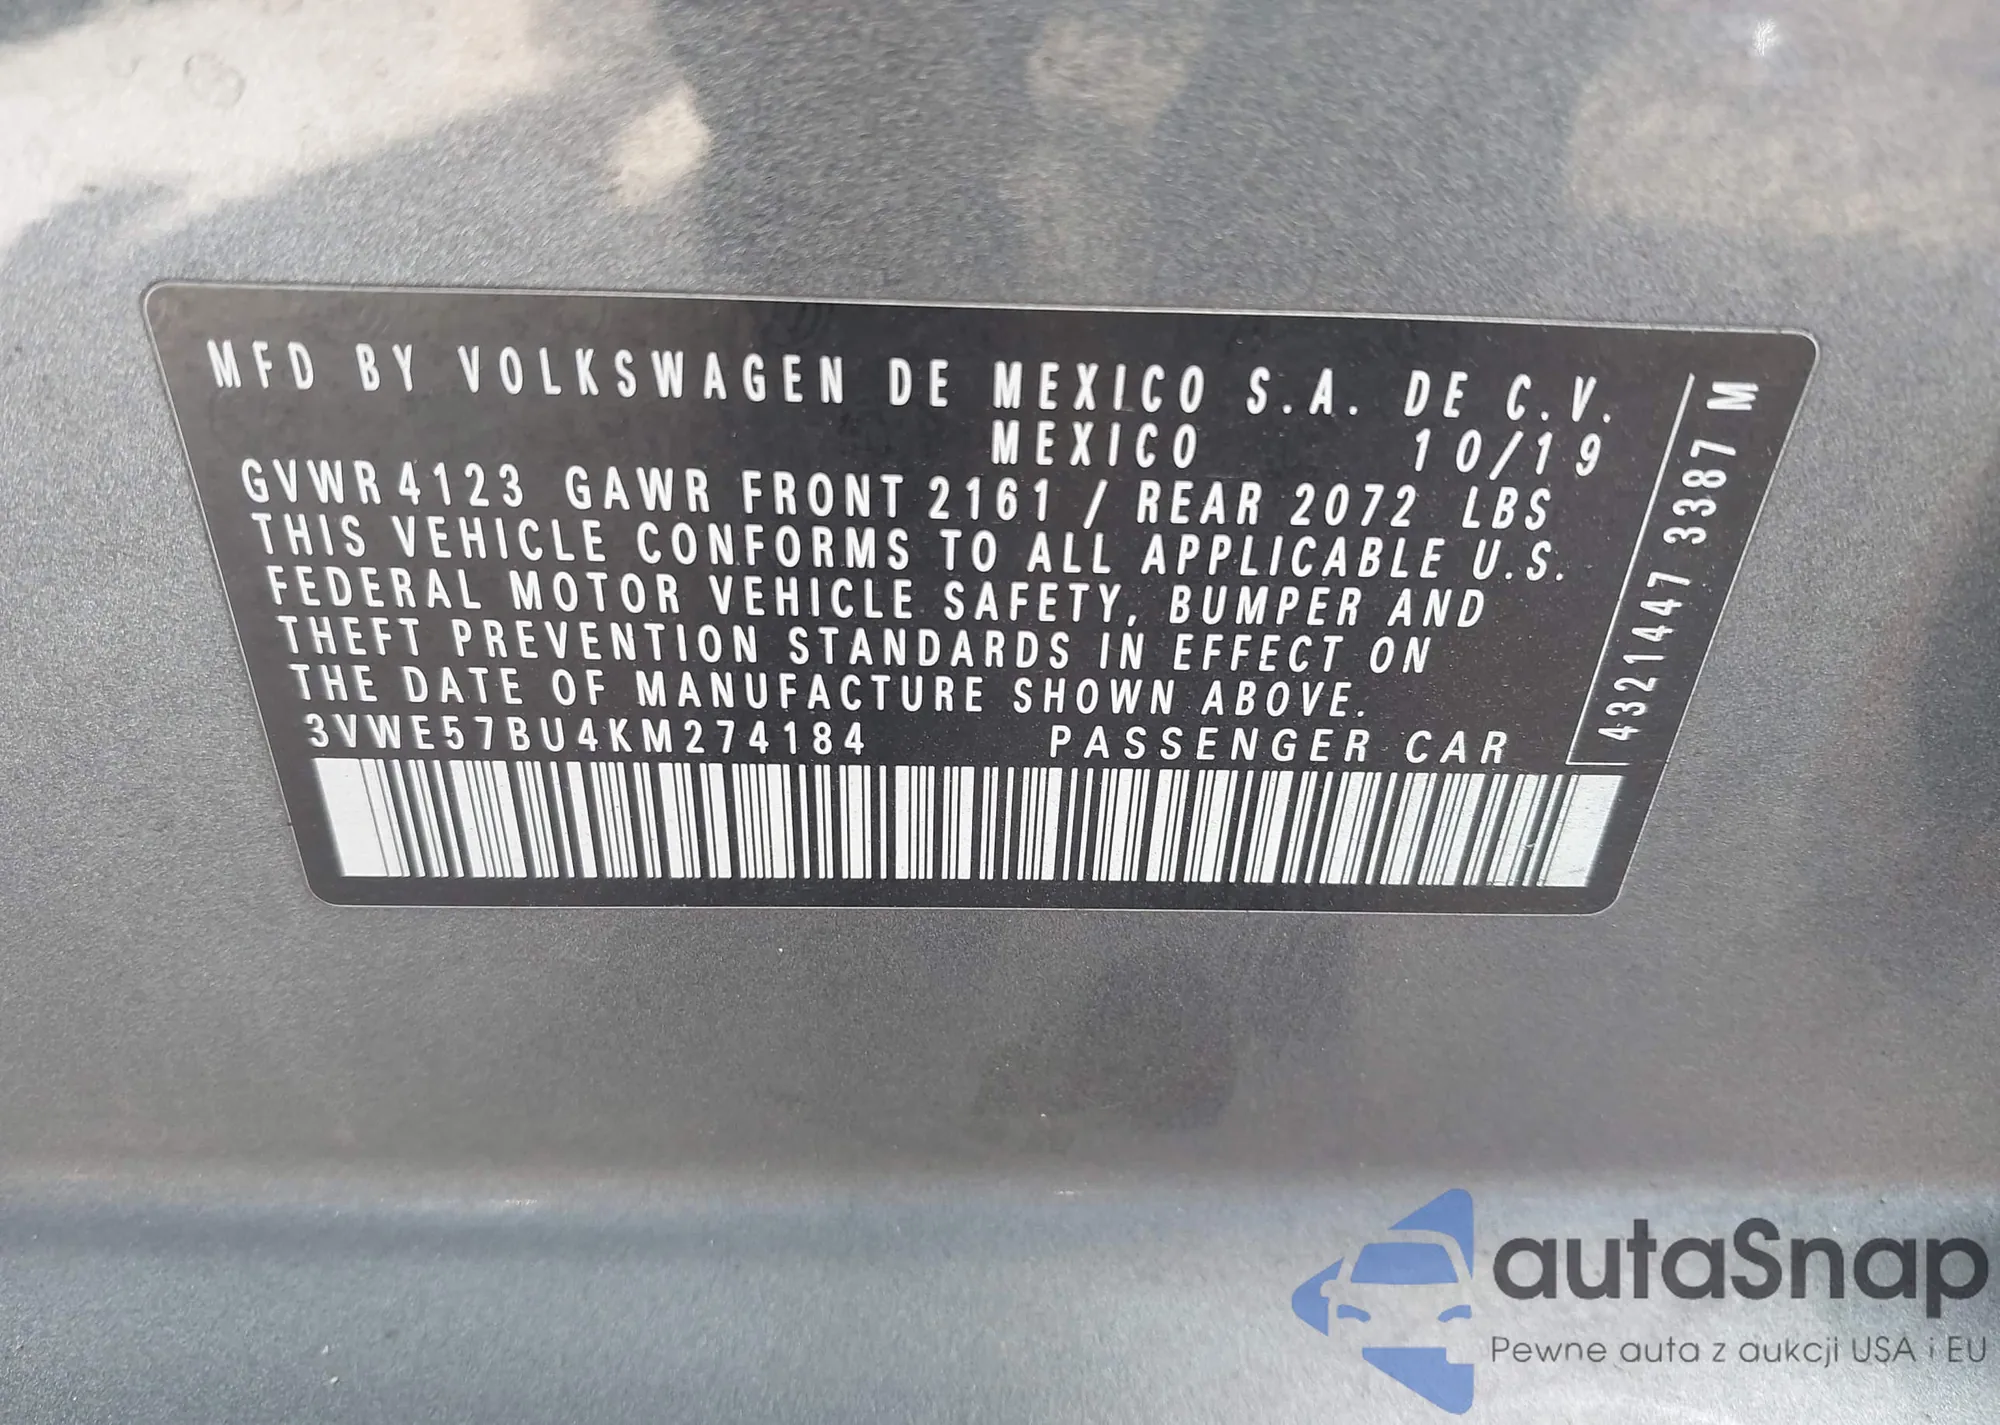 MFD BY VOLKSWAGEN DE MEXICO S.A. DE C.V.
MEXICO 10/19
GVWR 4123 GAWR FRONT 2161 / REAR 2072 LBS
THIS VEHICLE CONFORMS TO ALL APPLICABLE U.S.
FEDERAL MOTOR VEHICLE SAFETY, BUMPER AND
THEFT PREVENTION STANDARDS IN EFFECT ON
THE DATE OF MANUFACTURE SHOWN ABOVE.
3VWE57BU4KM274184 PASSENGER CAR
4321447 3387 M
autaSnap
Pewne auta z aukcji USA i EU